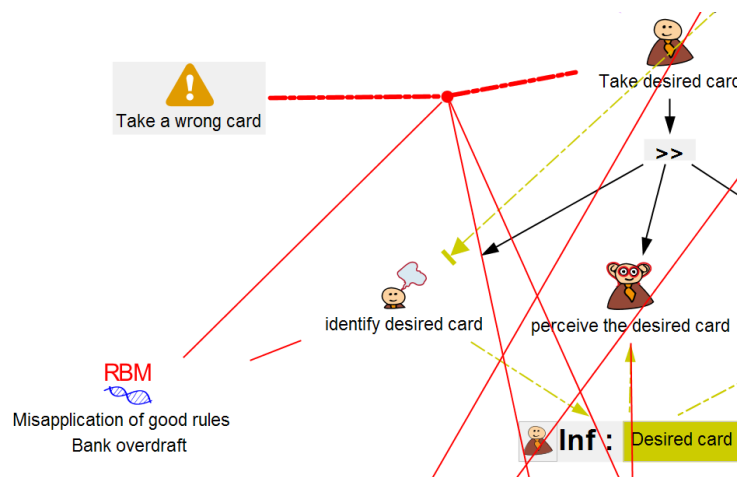 Take a wrong card
Take desired card
>>
identify desired card
perceive the desired card
RBM
Misapplication of good rules
Bank overdraft
Inf :
Desired card